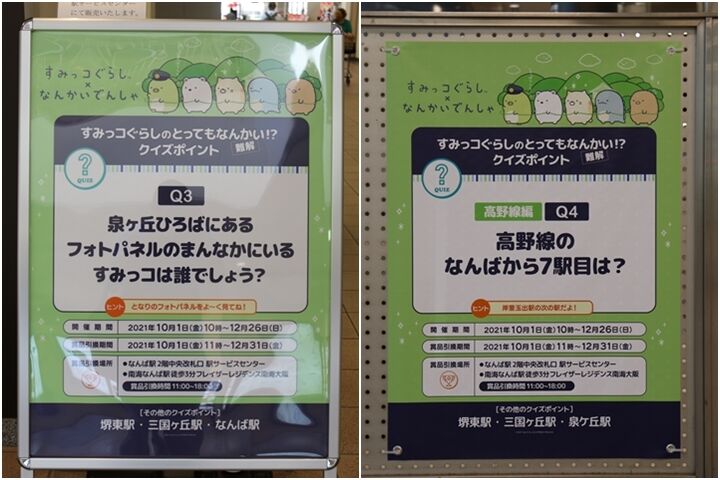 駅サービスセンター
にて販売いたします。
すみっコぐらし
×
なんかいでんしゃ
すみっコぐらしのとってもなんかい!?
クイズポイント 難解
?
QUIZ
Q3
泉ヶ丘ひろばにある
フォトパネルのまんなかにいる
すみっコは誰でしょう?
ヒント となりのフォトパネルをよ〜く見てね!
開催期間 2021年10月1日(金)10時〜12月26日(日)
賞品引換期間 2021年10月1日(金)11時〜12月31日(金)
賞品引換場所 ●なんば駅 2階中央改札口 駅サービスセンター
●南海なんば駅徒歩3分フレイザーレジデンス南海大阪
賞品引換時間 11:00〜18:00
[その他のクイズポイント]
堺東駅・三国ヶ丘駅・なんば駅
すみっコぐらし
×
なんかいでんしゃ
すみっコぐらしのとってもなんかい!?
クイズポイント 難解
?
QUIZ
高野線編 Q4
高野線の
なんばから7駅目は?
ヒント 岸里玉出駅の次の駅だよ!
開催期間 2021年10月1日(金)10時〜12月26日(日)
賞品引換期間 2021年10月1日(金)11時〜12月31日(金)
賞品引換場所 ●なんば駅 2階中央改札口 駅サービスセンター
●南海なんば駅徒歩3分フレイザーレジデンス南海大阪
賞品引換時間 11:00〜18:00
[その他のクイズポイント]
堺東駅・三国ヶ丘駅・泉ケ丘駅